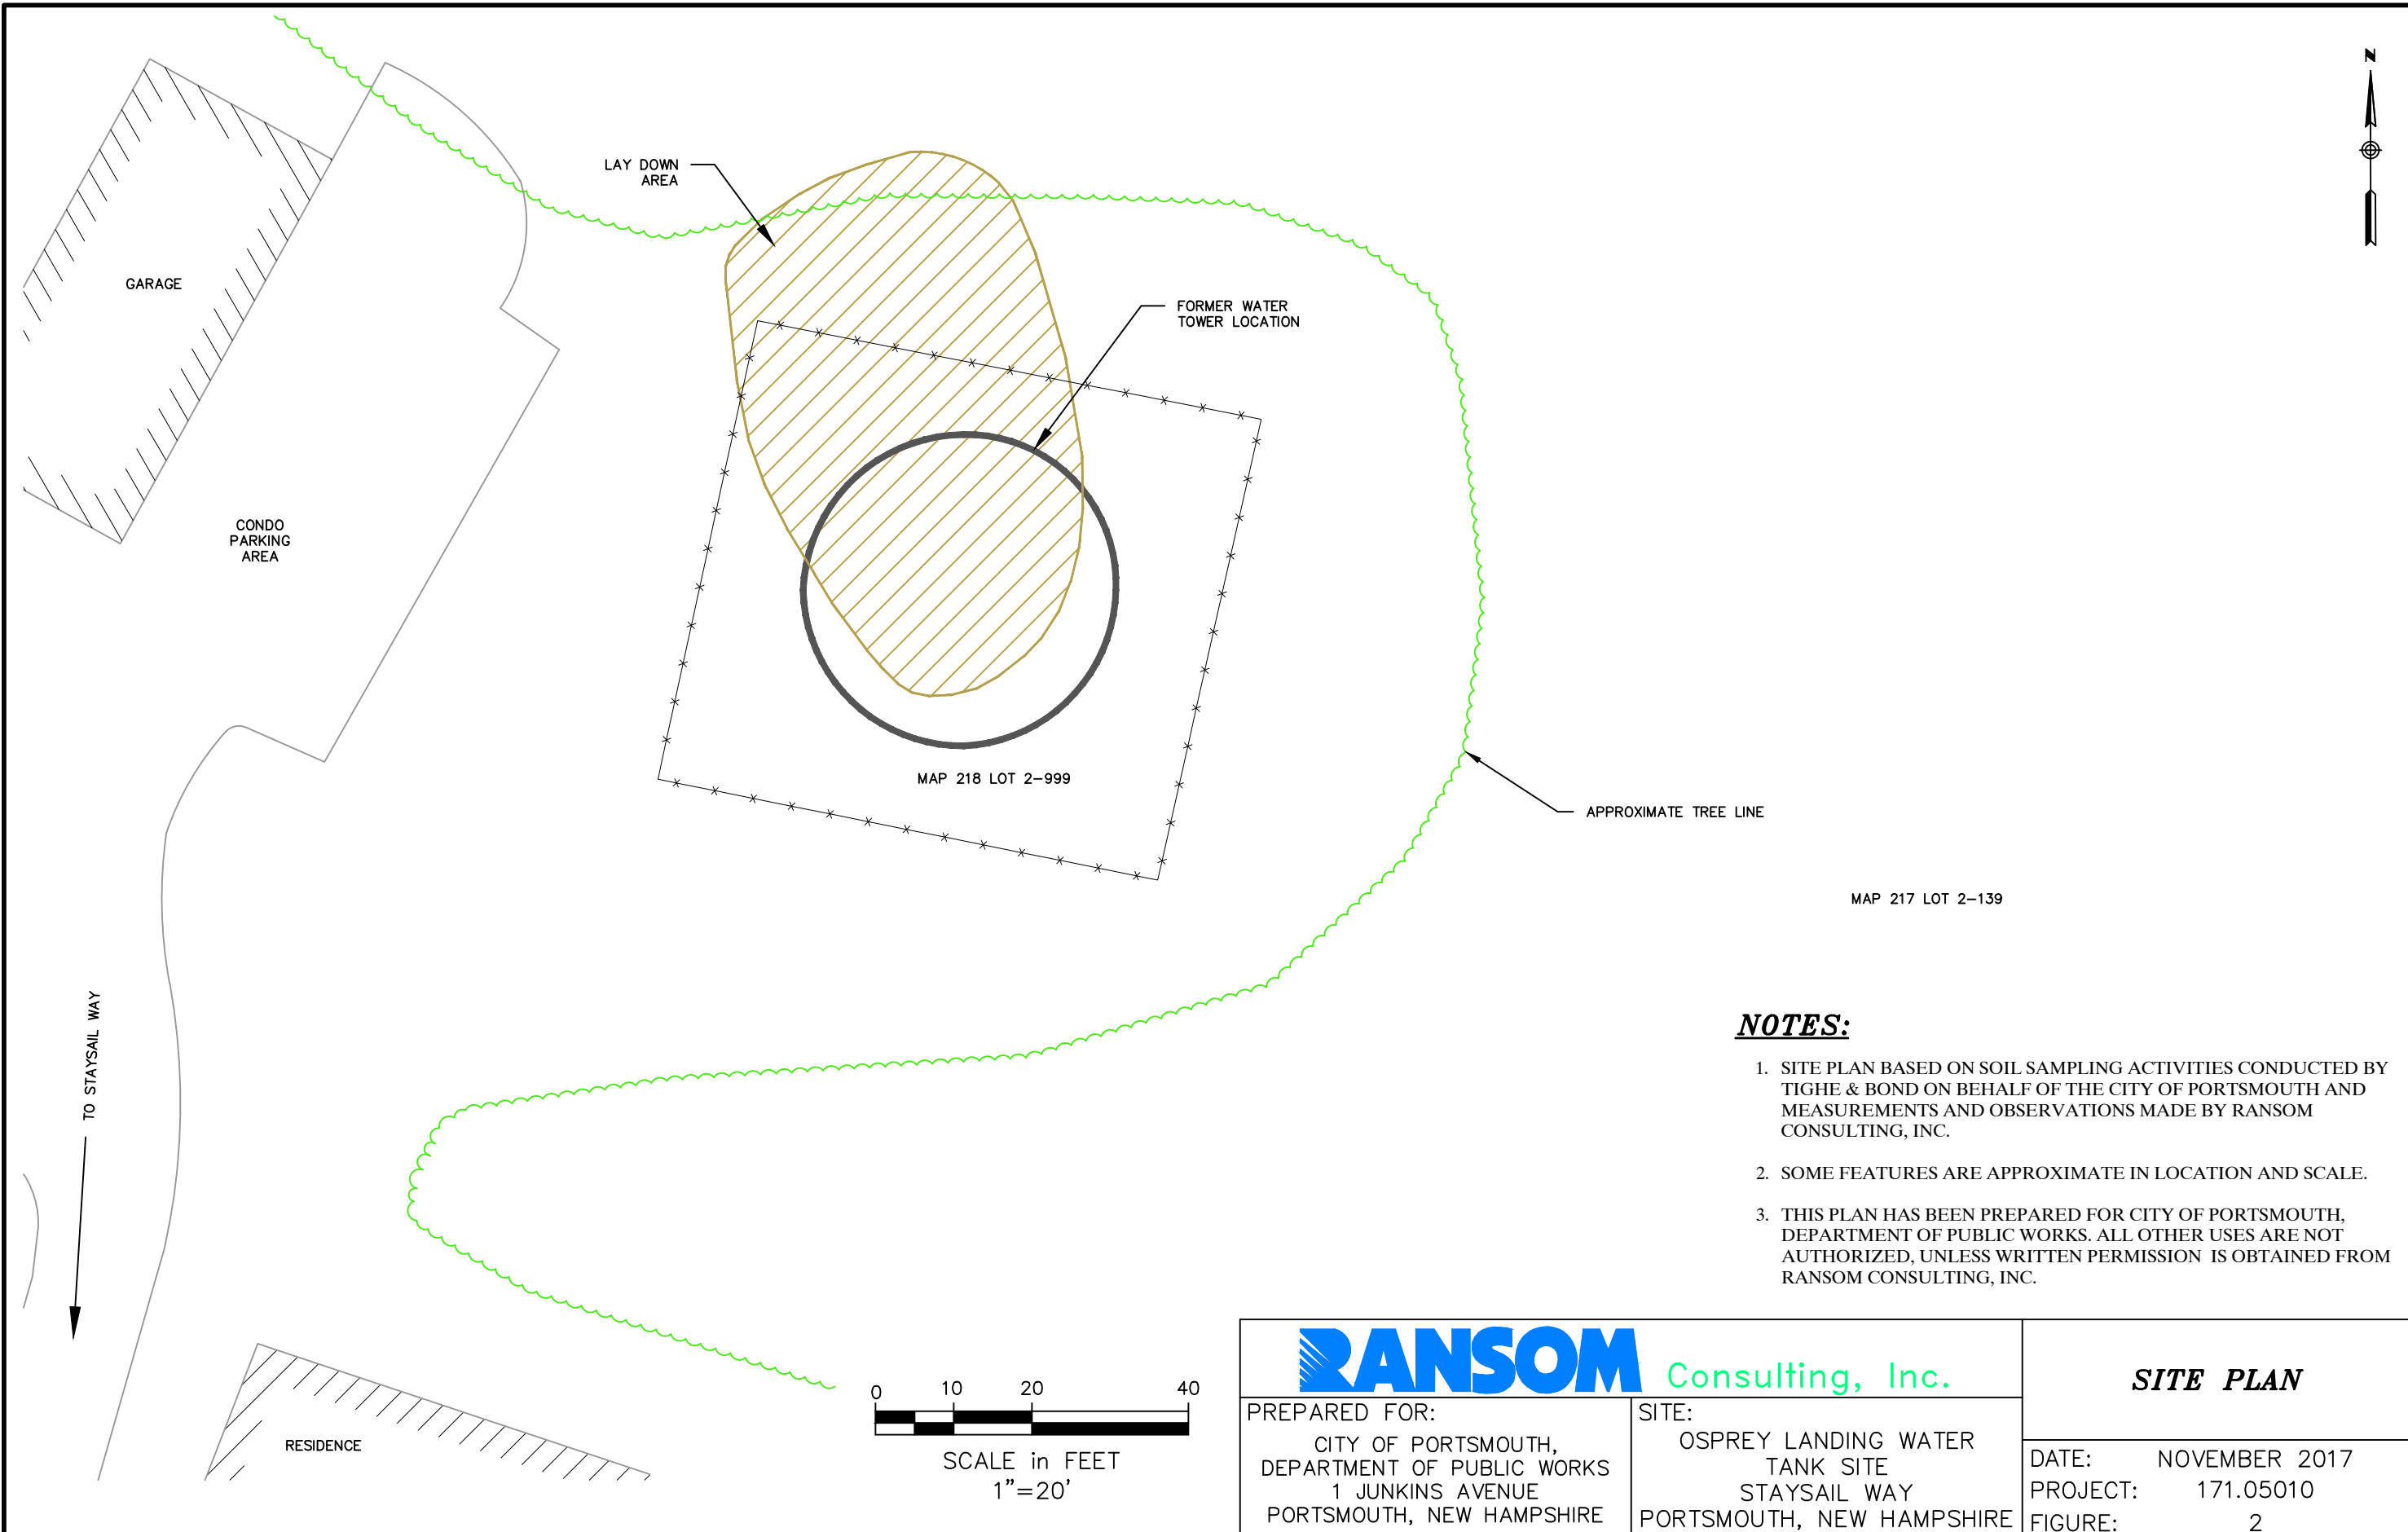 N
LAY DOWN
AREA
GARAGE
FORMER WATER
TOWER LOCATION
CONDO
PARKING
AREA
MAP 218 LOT 2-999
APPROXIMATE TREE LINE
MAP 217 LOT 2-139
TO STAYSAIL WAY
NOTES:
1. SITE PLAN BASED ON SOIL SAMPLING ACTIVITIES CONDUCTED BY
TIGHE & BOND ON BEHALF OF THE CITY OF PORTSMOUTH AND
MEASUREMENTS AND OBSERVATIONS MADE BY RANSOM
CONSULTING, INC.
2. SOME FEATURES ARE APPROXIMATE IN LOCATION AND SCALE.
3. THIS PLAN HAS BEEN PREPARED FOR CITY OF PORTSMOUTH,
DEPARTMENT OF PUBLIC WORKS. ALL OTHER USES ARE NOT
AUTHORIZED, UNLESS WRITTEN PERMISSION IS OBTAINED FROM
RANSOM CONSULTING, INC.
RESIDENCE
0 10 20 40
SCALE in FEET
1"=20'
RANSOM Consulting, Inc.
PREPARED FOR:
CITY OF PORTSMOUTH,
DEPARTMENT OF PUBLIC WORKS
1 JUNKINS AVENUE
PORTSMOUTH, NEW HAMPSHIRE
SITE:
OSPREY LANDING WATER
TANK SITE
STAYSAIL WAY
PORTSMOUTH, NEW HAMPSHIRE
SITE PLAN
DATE: NOVEMBER 2017
PROJECT: 171.05010
FIGURE: 2